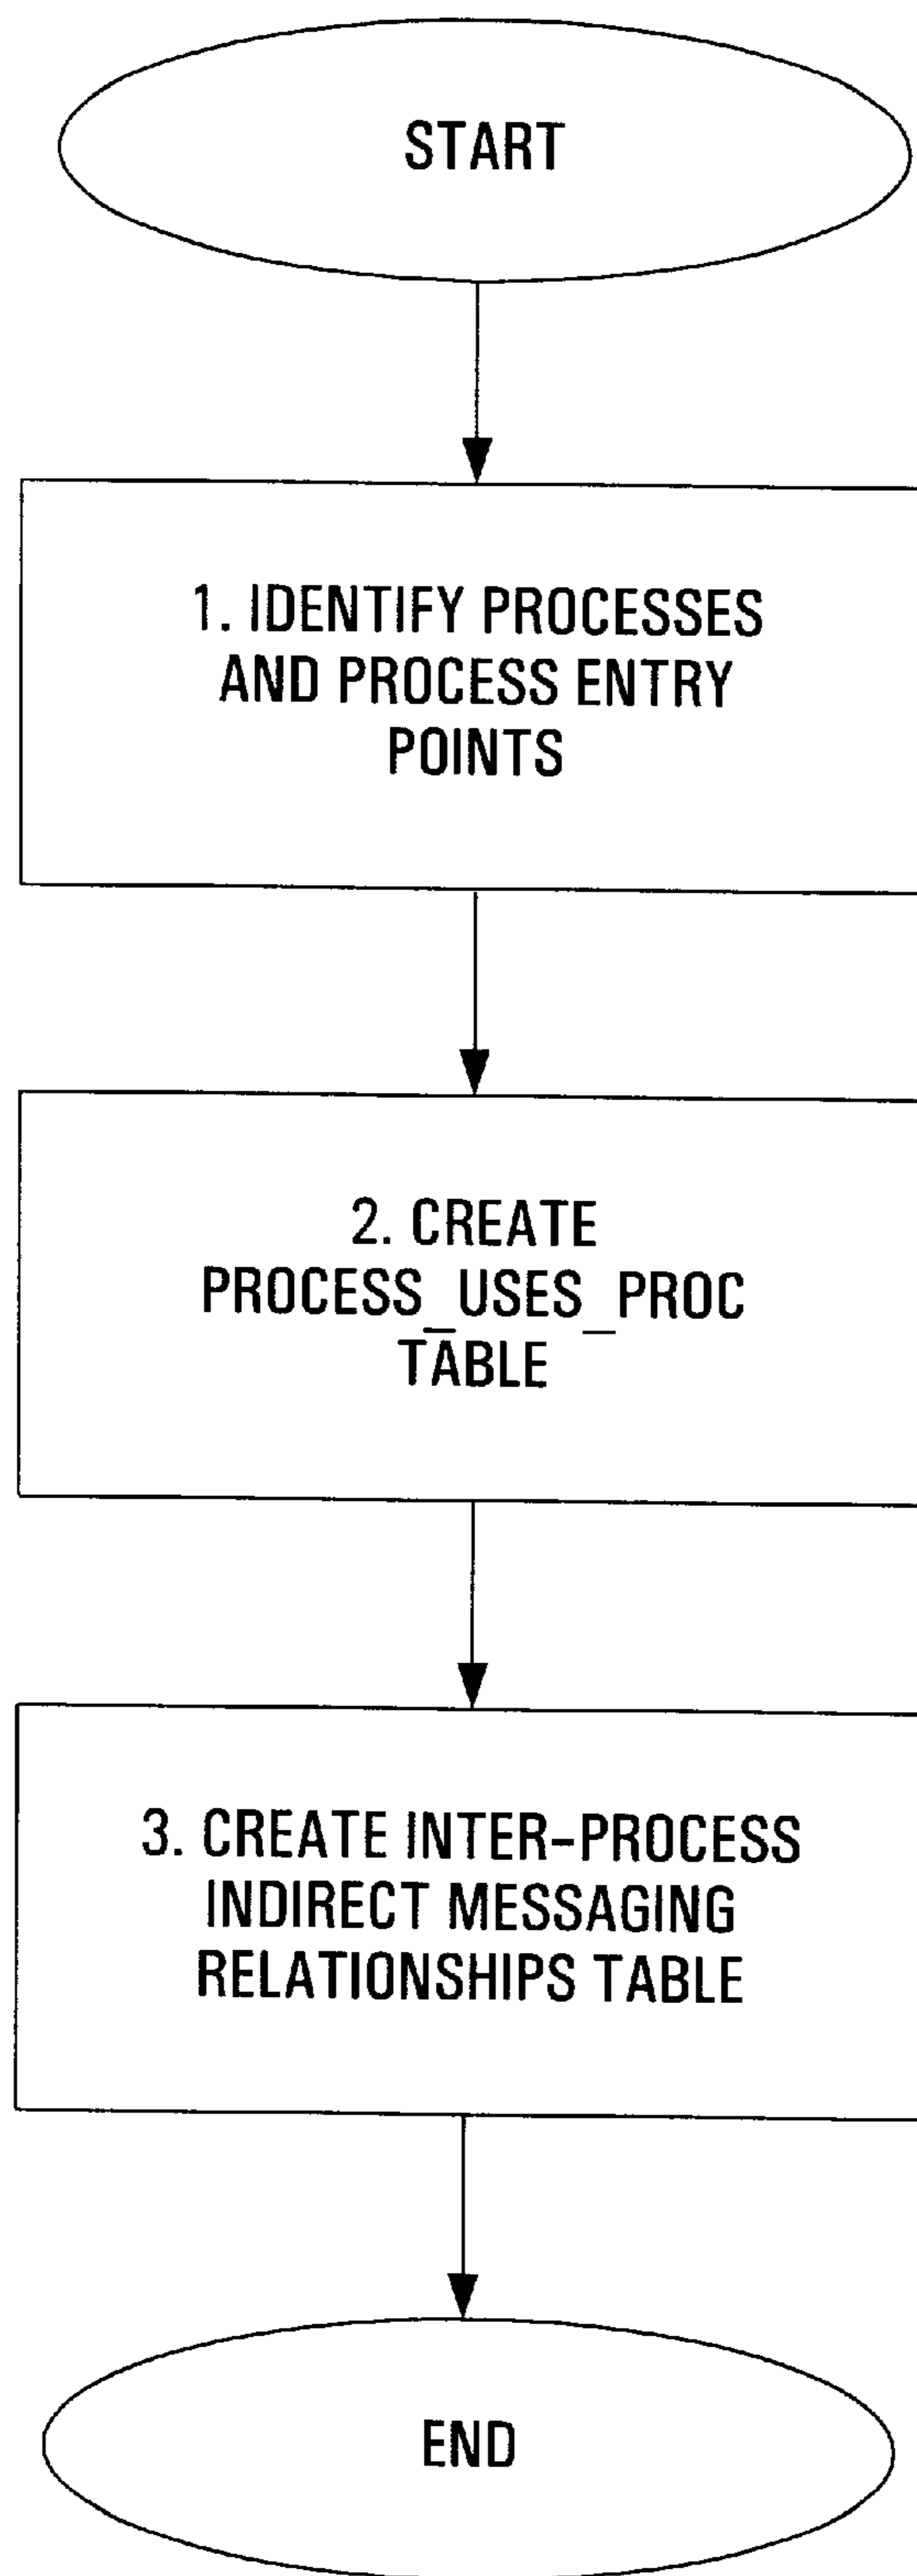 START
1. IDENTIFY PROCESSES
AND PROCESS ENTRY
POINTS
2. CREATE
PROCESS_USES_PROC
TABLE
3. CREATE INTER-PROCESS
INDIRECT MESSAGING
RELATIONSHIPS TABLE
END